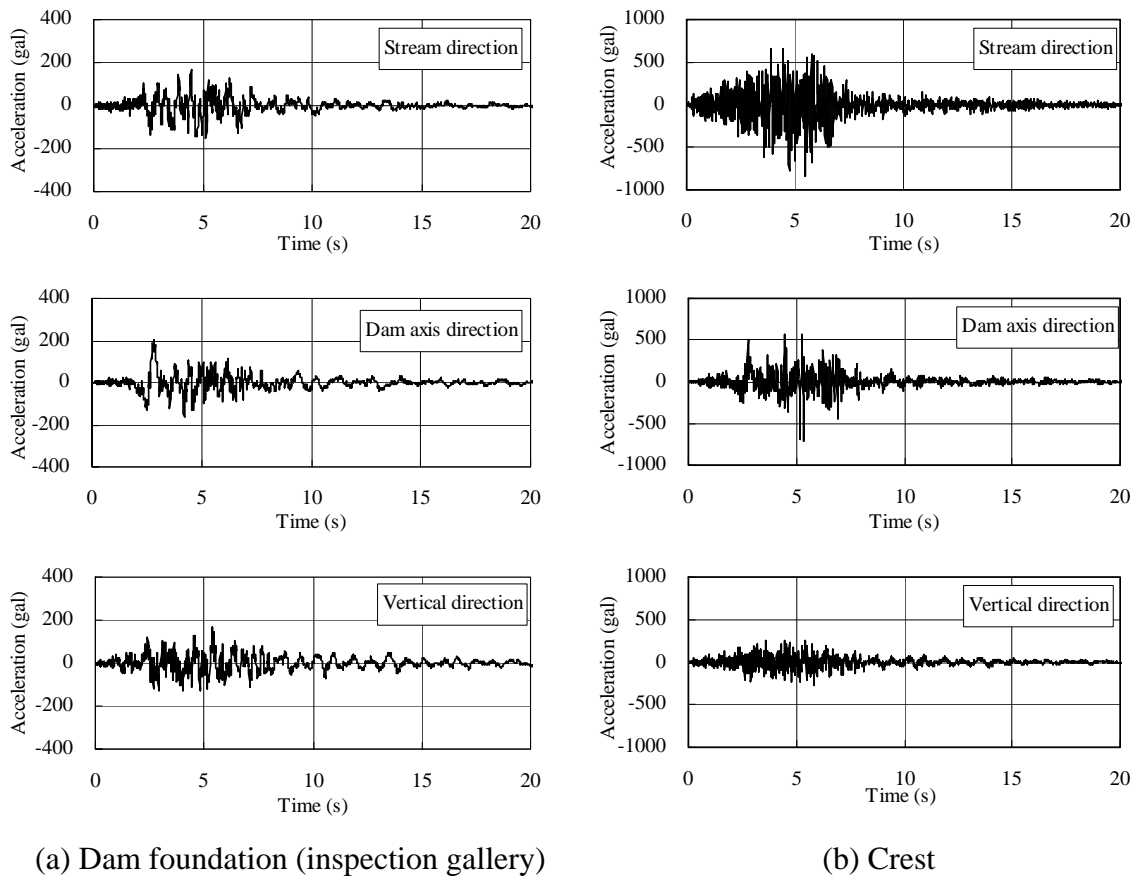 400
200
0
-200
-400
Acceleration (gal)
Stream direction
0 5 10 15 20
Time (s)
1000
500
0
-500
-1000
Acceleration (gal)
Stream direction
0 5 10 15 20
Time (s)
400
200
0
-200
-400
Acceleration (gal)
Dam axis direction
0 5 10 15 20
Time (s)
1000
500
0
-500
-1000
Acceleration (gal)
Dam axis direction
0 5 10 15 20
Time (s)
400
200
0
-200
-400
Acceleration (gal)
Vertical direction
0 5 10 15 20
Time (s)
1000
500
0
-500
-1000
Acceleration (gal)
Vertical direction
0 5 10 15 20
Time (s)
(a) Dam foundation (inspection gallery)
(b) Crest